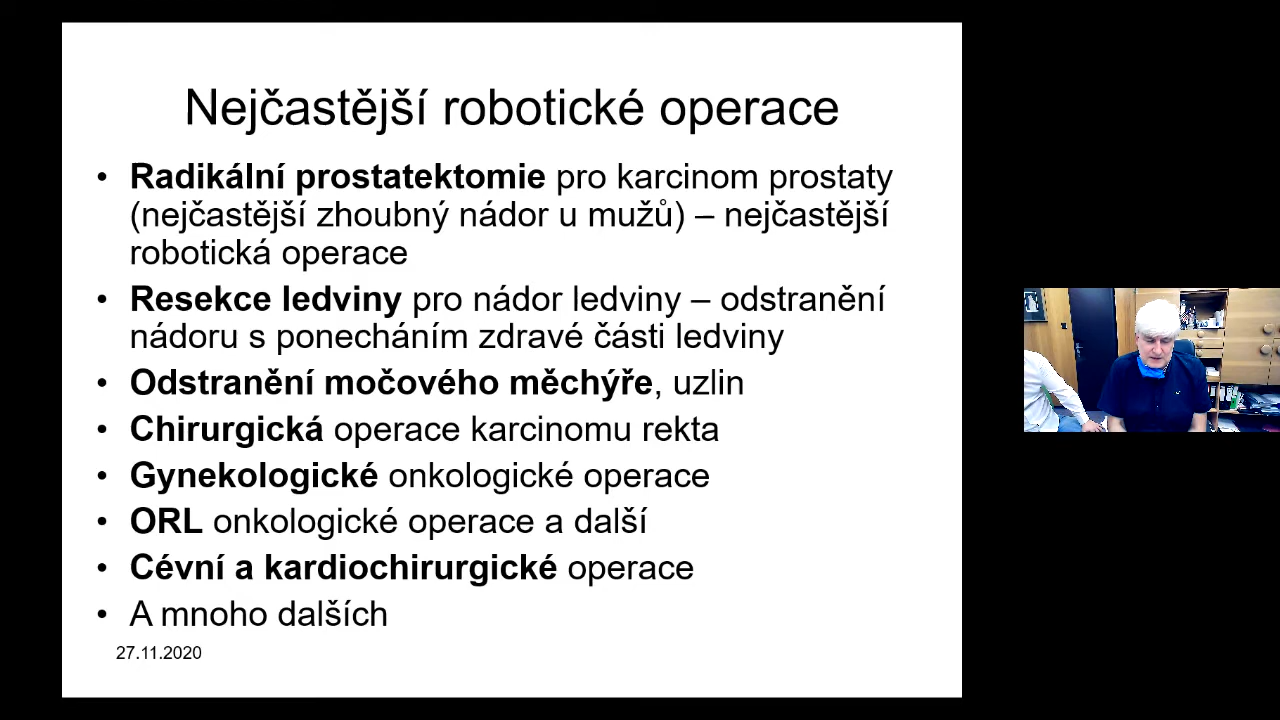 Nejčastější robotické operace
• Radikální prostatektomie pro karcinom prostaty
(nejčastější zhoubný nádor u mužů) – nejčastější
robotická operace
• Resekce ledviny pro nádor ledviny – odstranění
nádoru s ponecháním zdravé části ledviny
• Odstranění močového měchýře, uzlin
• Chirurgická operace karcinomu rekta
• Gynekologické onkologické operace
• ORL onkologické operace a další
• Cévní a kardiochirurgické operace
• A mnoho dalších
27.11.2020